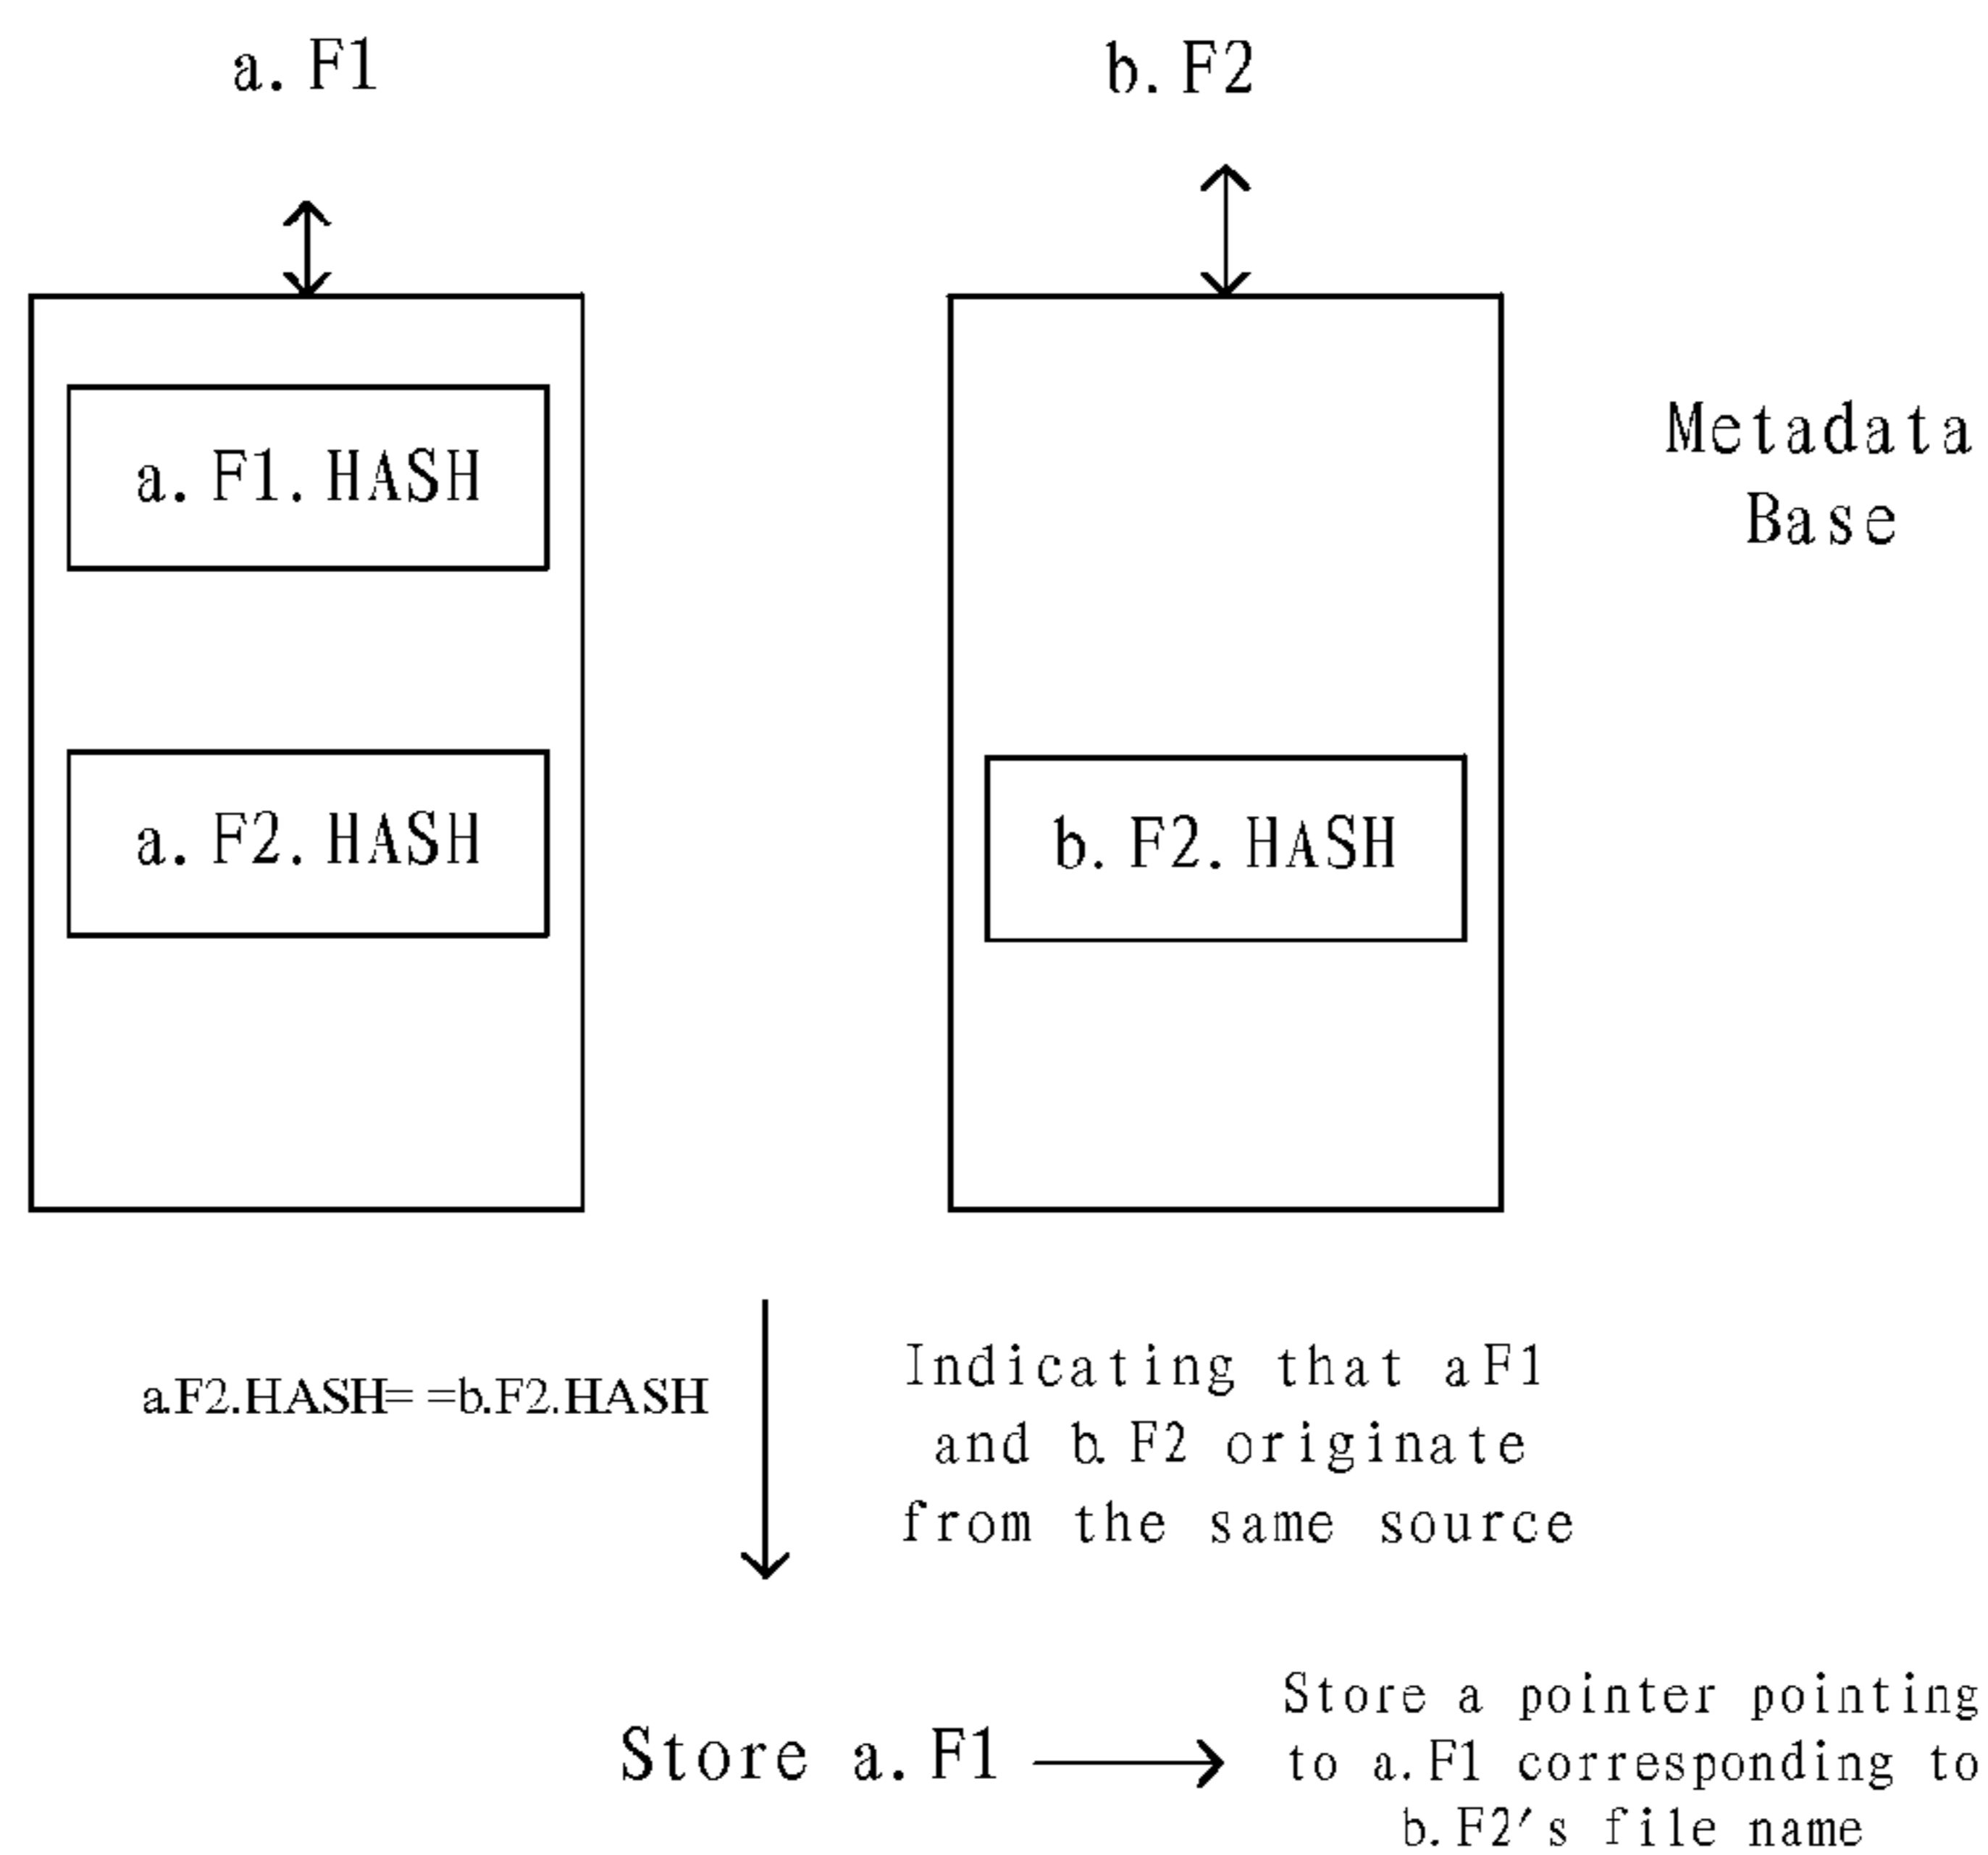 a.F1
b.F2
Metadata
Base
a.F1.HASH
a.F2.HASH
b.F2.HASH
a.F2.HASH= =b.F2.HASH
Indicating that aF1
and b.F2 originate
from the same source
Store a.F1
Store a pointer pointing
to a.F1 corresponding to
b.F2's file name